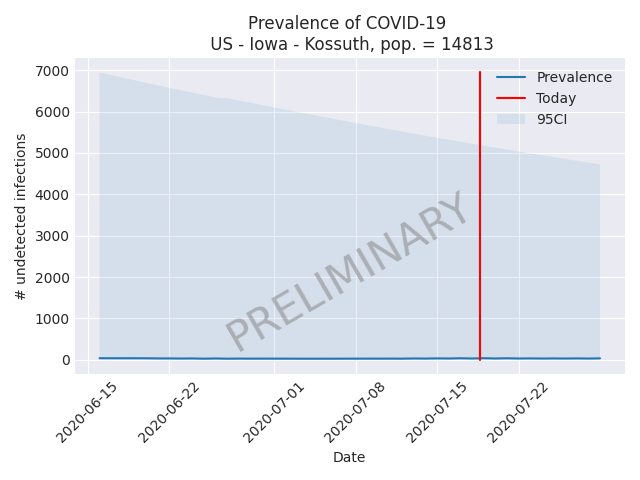 Prevalence of COVID-19
US - Iowa - Kossuth, pop. = 14813
7000
6000
5000
4000
3000
2000
1000
0
# undetected infections
Prevalence
Today
95CI
PRELIMINARY
2020-06-15
2020-06-22
2020-07-01
2020-07-08
2020-07-15
2020-07-22
Date